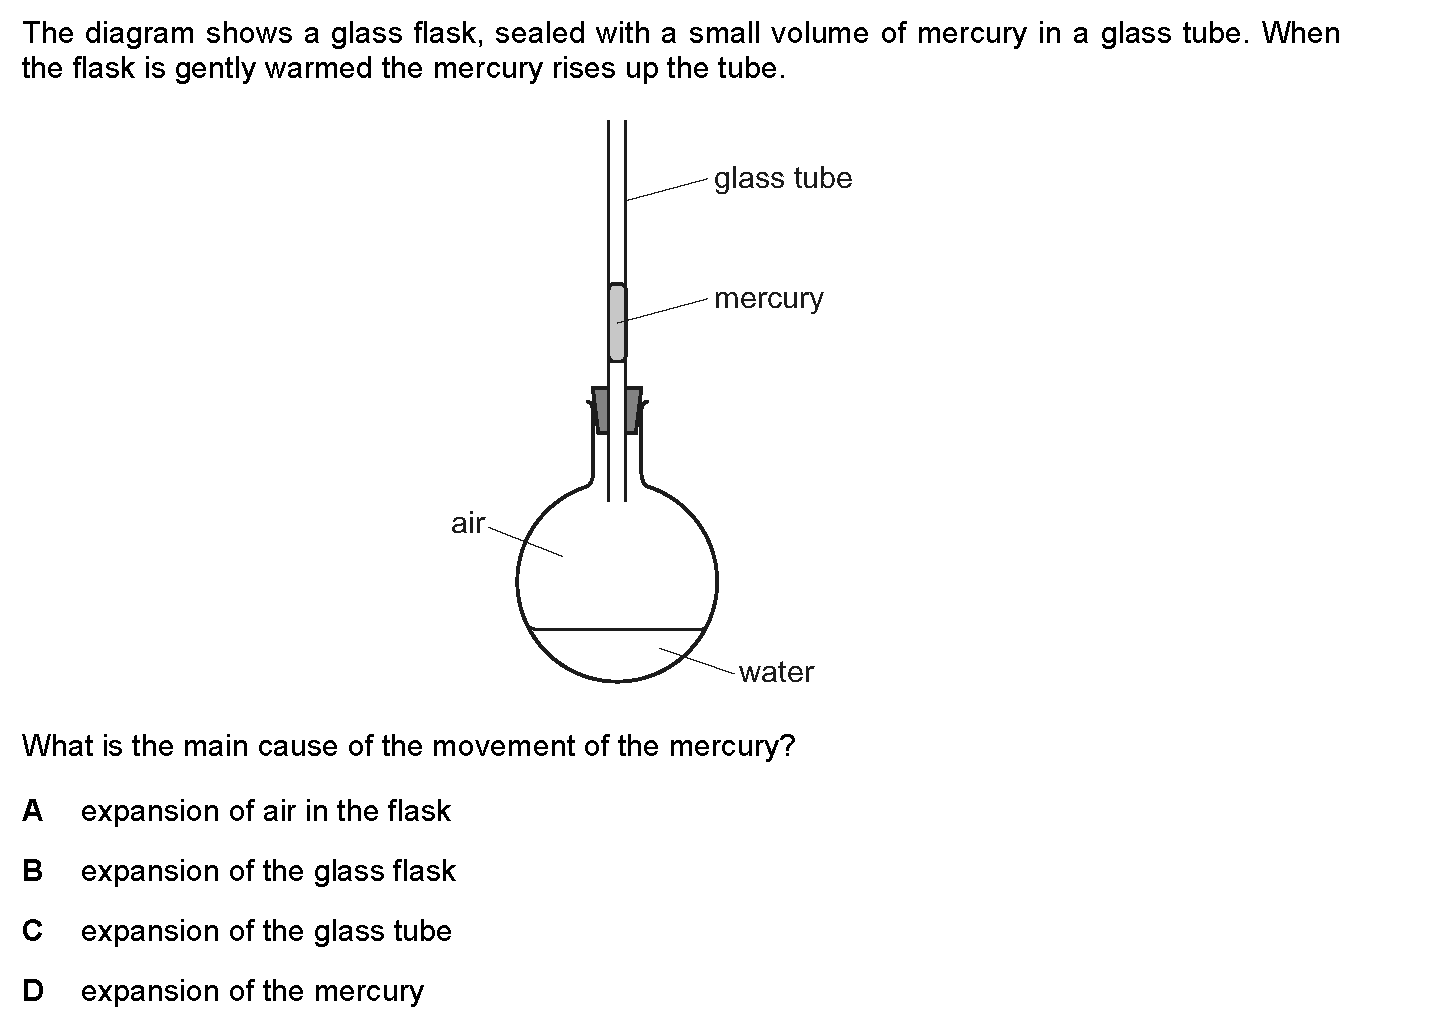 The diagram shows a glass flask, sealed with a small volume of mercury in a glass tube. When
the flask is gently warmed the mercury rises up the tube.
glass tube
mercury
air
water
What is the main cause of the movement of the mercury?
A expansion of air in the flask
B expansion of the glass flask
C expansion of the glass tube
D expansion of the mercury